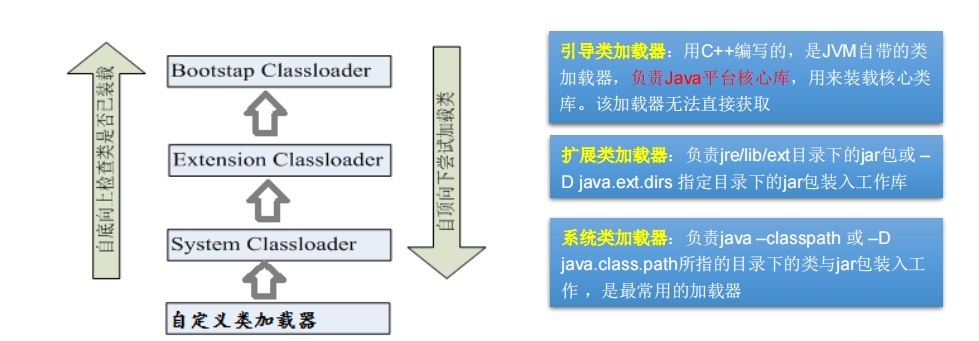 自底向上检查类是否已装载
Bootstap Classloader
Extension Classloader
System Classloader
自定义类加载器
自顶向下尝试加载类
引导类加载器：用C++编写的，是JVM自带的类
加载器，负责Java平台核心库，用来装载核心类
库。该加载器无法直接获取
扩展类加载器：负责jre/lib/ext目录下的jar包或 –
D java.ext.dirs 指定目录下的jar包装入工作库
系统类加载器：负责java –classpath 或 –D
java.class.path所指的目录下的类与jar包装入工
作 ，是最常用的加载器